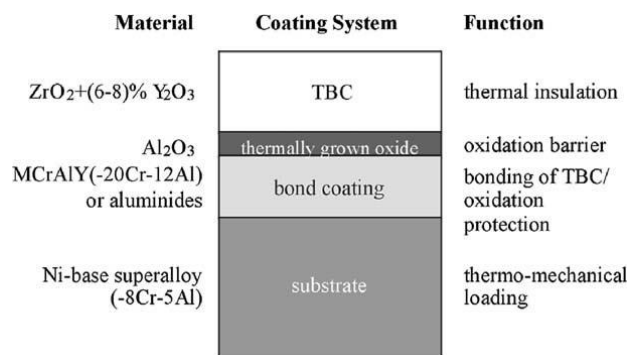 Material Coating System Function
ZrO₂+(6-8)% Y₂O₃ TBC thermal insulation
Al₂O₃ thermally grown oxide oxidation barrier
MCrAlY(-20Cr-12Al)
or aluminides
bond coating
bonding of TBC/
oxidation
protection
Ni-base superalloy
(-8Cr-5Al)
substrate
thermo-mechanical
loading